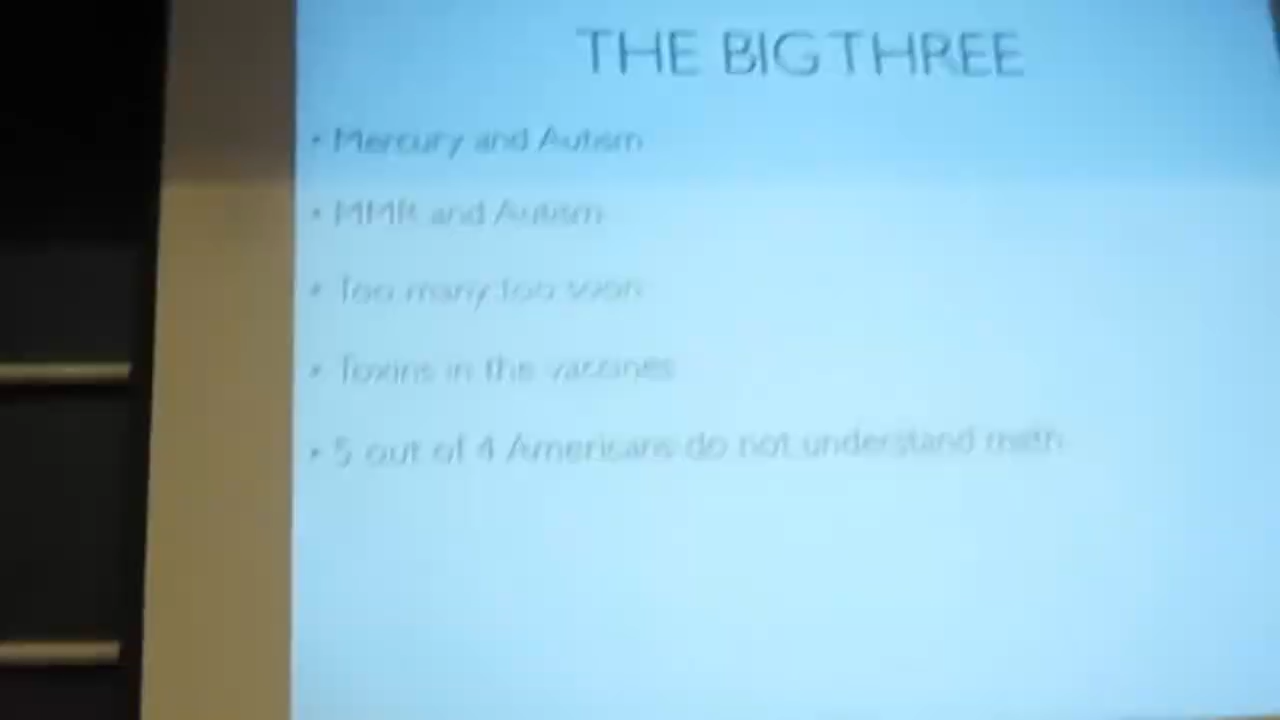 THE BIG THREE
• Mercury and Autism
• MMR and Autism
• Too many too soon
• Toxins in the vaccines
• 5 out of 4 Americans do not understand math